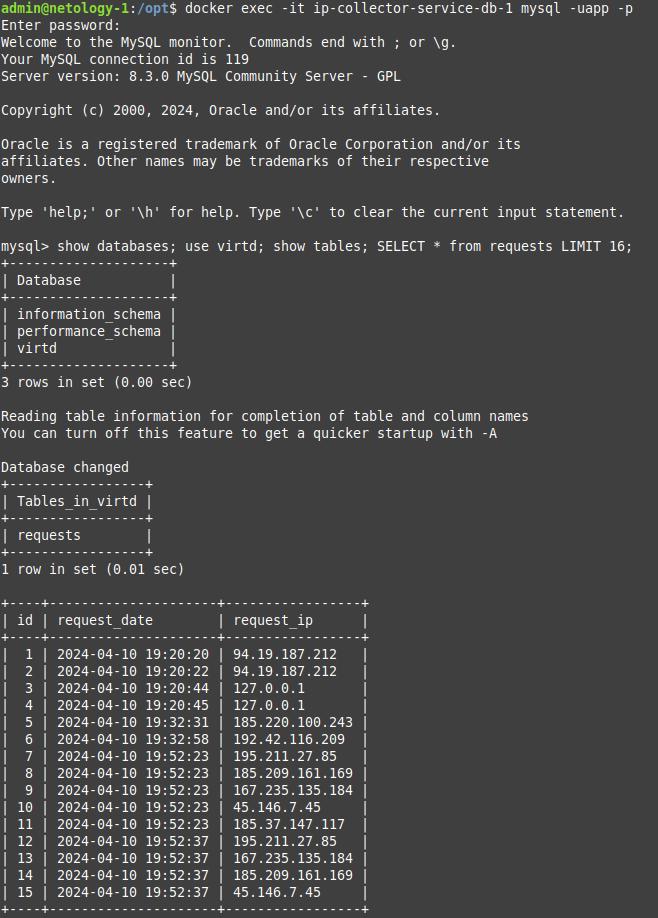 admin@netology-1:/opt$ docker exec -it ip-collector-service-db-1 mysql -uapp -p
Enter password:
Welcome to the MySQL monitor.  Commands end with ; or \g.
Your MySQL connection id is 119
Server version: 8.3.0 MySQL Community Server - GPL

Copyright (c) 2000, 2024, Oracle and/or its affiliates.

Oracle is a registered trademark of Oracle Corporation and/or its
affiliates. Other names may be trademarks of their respective
owners.

Type 'help;' or '\h' for help. Type '\c' to clear the current input statement.

mysql> show databases; use virtd; show tables; SELECT * from requests LIMIT 16;
+--------------------+
| Database           |
+--------------------+
| information_schema |
| performance_schema |
| virtd              |
+--------------------+
3 rows in set (0.00 sec)

Reading table information for completion of table and column names
You can turn off this feature to get a quicker startup with -A

Database changed
+-----------------+
| Tables_in_virtd |
+-----------------+
| requests        |
+-----------------+
1 row in set (0.01 sec)

+----+---------------------+-----------------+
| id | request_date        | request_ip      |
+----+---------------------+-----------------+
|  1 | 2024-04-10 19:20:20 | 94.19.187.212   |
|  2 | 2024-04-10 19:20:22 | 94.19.187.212   |
|  3 | 2024-04-10 19:20:44 | 127.0.0.1       |
|  4 | 2024-04-10 19:20:45 | 127.0.0.1       |
|  5 | 2024-04-10 19:32:31 | 185.220.100.243 |
|  6 | 2024-04-10 19:32:58 | 192.42.116.209  |
|  7 | 2024-04-10 19:52:23 | 195.211.27.85   |
|  8 | 2024-04-10 19:52:23 | 185.209.161.169 |
|  9 | 2024-04-10 19:52:23 | 167.235.135.184 |
| 10 | 2024-04-10 19:52:23 | 45.146.7.45     |
| 11 | 2024-04-10 19:52:23 | 185.37.147.117  |
| 12 | 2024-04-10 19:52:37 | 195.211.27.85   |
| 13 | 2024-04-10 19:52:37 | 167.235.135.184 |
| 14 | 2024-04-10 19:52:37 | 185.209.161.169 |
| 15 | 2024-04-10 19:52:37 | 45.146.7.45     |
+----+---------------------+-----------------+